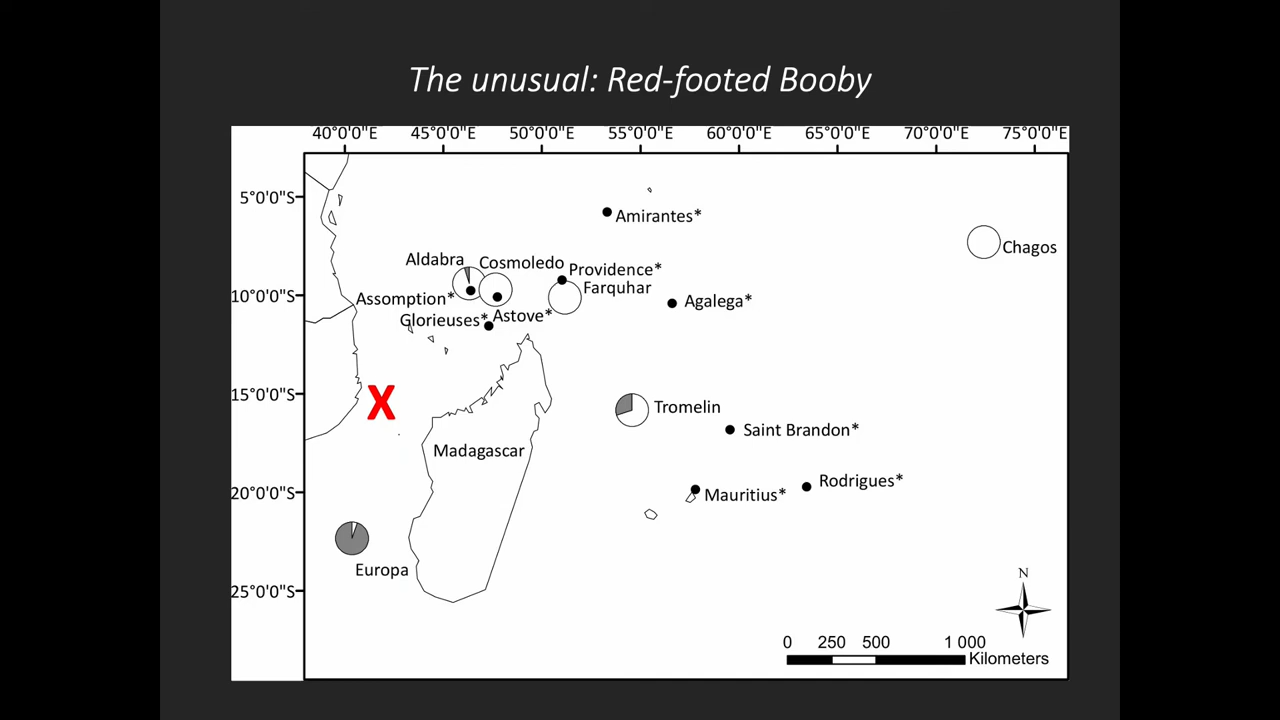 The unusual: Red-footed Booby
40°0'0"E 45°0'0"E 50°0'0"E 55°0'0"E 60°0'0"E 65°0'0"E 70°0'0"E 75°0'0"E
5°0'0"S
Amirantes*
Chagos
Aldabra
Cosmoledo
Providence*
Farquhar
10°0'0"S
Assumption*
Agalega*
Glorieuses*
Astove*
15°0'0"S
X
Tromelin
Saint Brandon*
Madagascar
20°0'0"S
Rodrigues*
Mauritius*
Europa
25°0'0"S
N
0 250 500 1 000
Kilometers